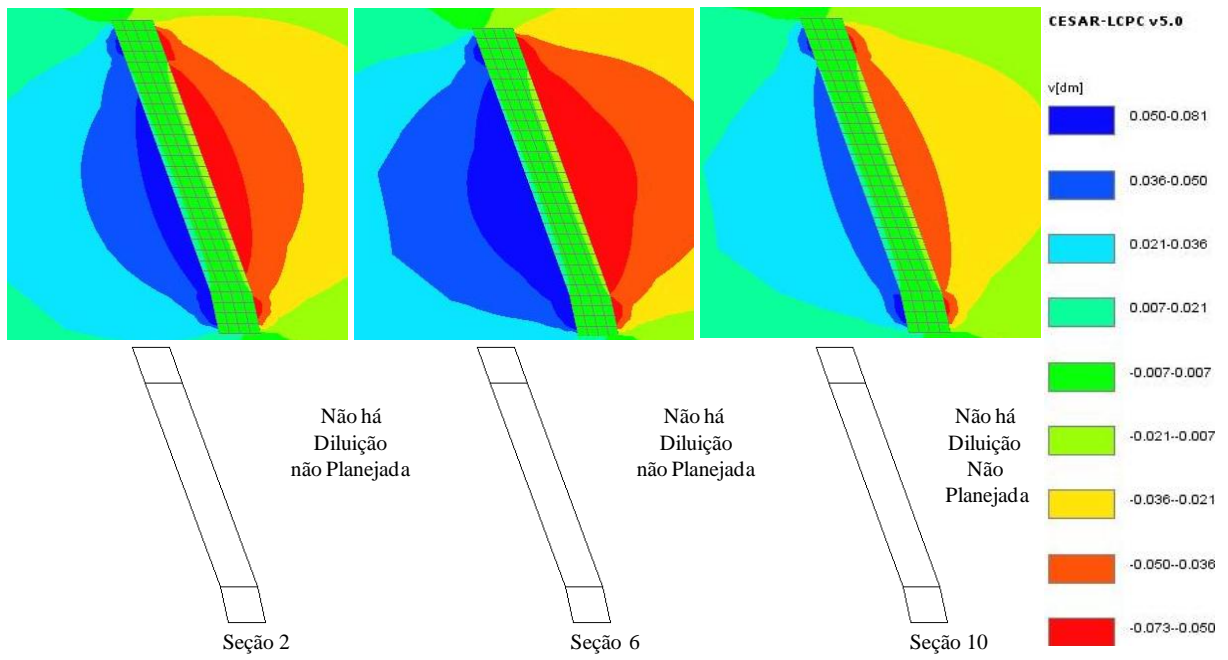 CESAR-LCPC v5.0
v[dm]
0.050-0.081
0.036-0.050
0.021-0.036
0.007-0.021
-0.007-0.007
-0.021--0.007
-0.036--0.021
-0.050--0.036
-0.073--0.050
Não há
Diluição
não Planejada
Seção 2
Não há
Diluição
não Planejada
Seção 6
Não há
Diluição
Não
Planejada
Seção 10